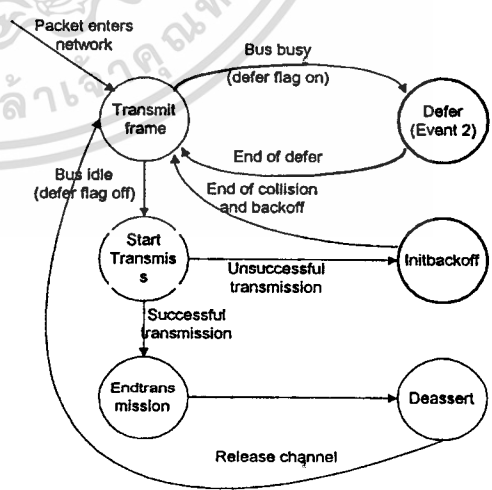 Packet enters
network
Bus busy
(defer flag on)
Transmit
frame
Defer
(Event 2)
End of defer
Bus idle
(defer flag off)
End of collision
and backoff
Start
Transmis
s
Unsuccessful
transmission
Initbackoff
Successful
transmission
Endtrans
mission
Deassert
Release channel